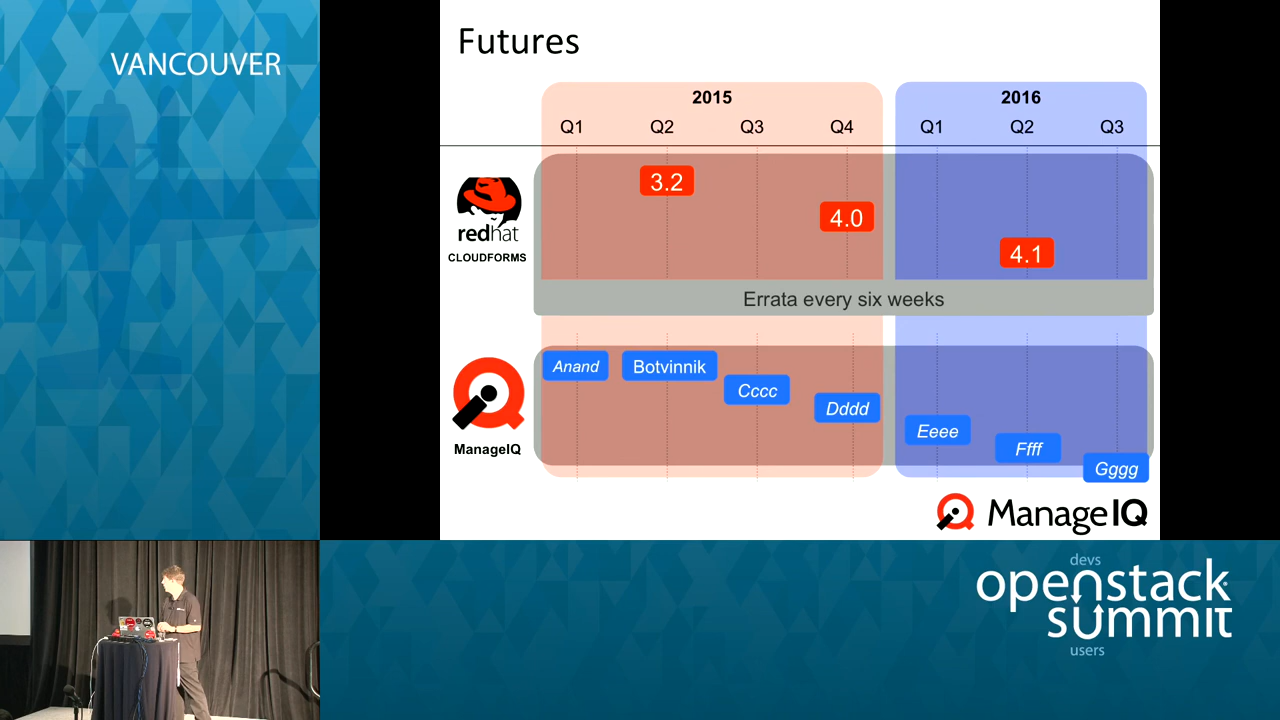 VANCOUVER
Futures
2015
2016
Q1 Q2 Q3 Q4 Q1 Q2 Q3
3.2
4.0
4.1
redhat
CLOUDFORMS
Errata every six weeks
Anand
Botvinnik
Cccc
Dddd
Eeee
Ffff
Gggg
ManageIQ
ManageIQ
devs
openstack
summit
users